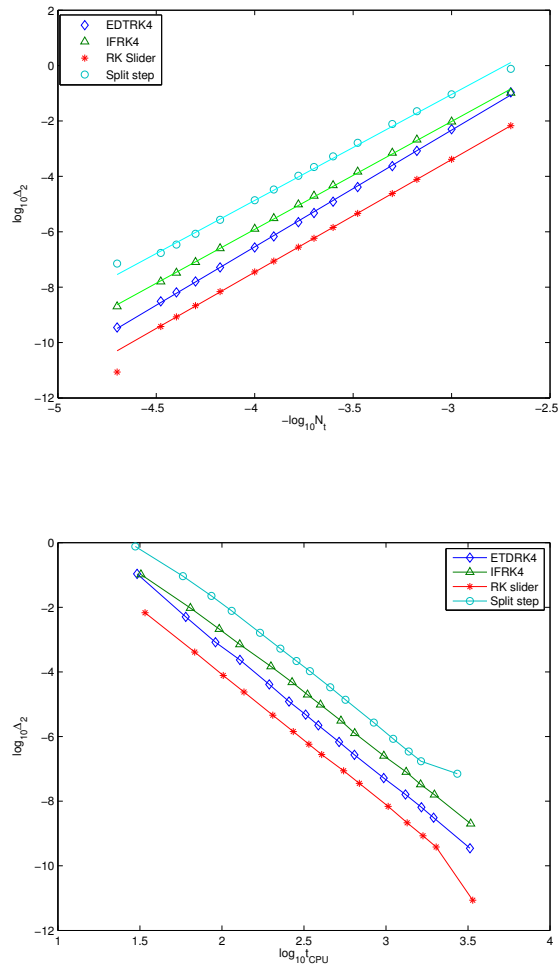 EDTRK4
IFRK4
RK Slider
Split step
2
0
−2
−4
−6
−8
−10
−12
log₁₀Δ₂
−5
−4.5
−4
−3.5
−3
−2.5
−log₁₀Nₜ
ETDRK4
IFRK4
RK slider
Split step
0
−2
−4
−6
−8
−10
−12
log₁₀Δ₂
1
1.5
2
2.5
3
3.5
4
log₁₀t_CPU